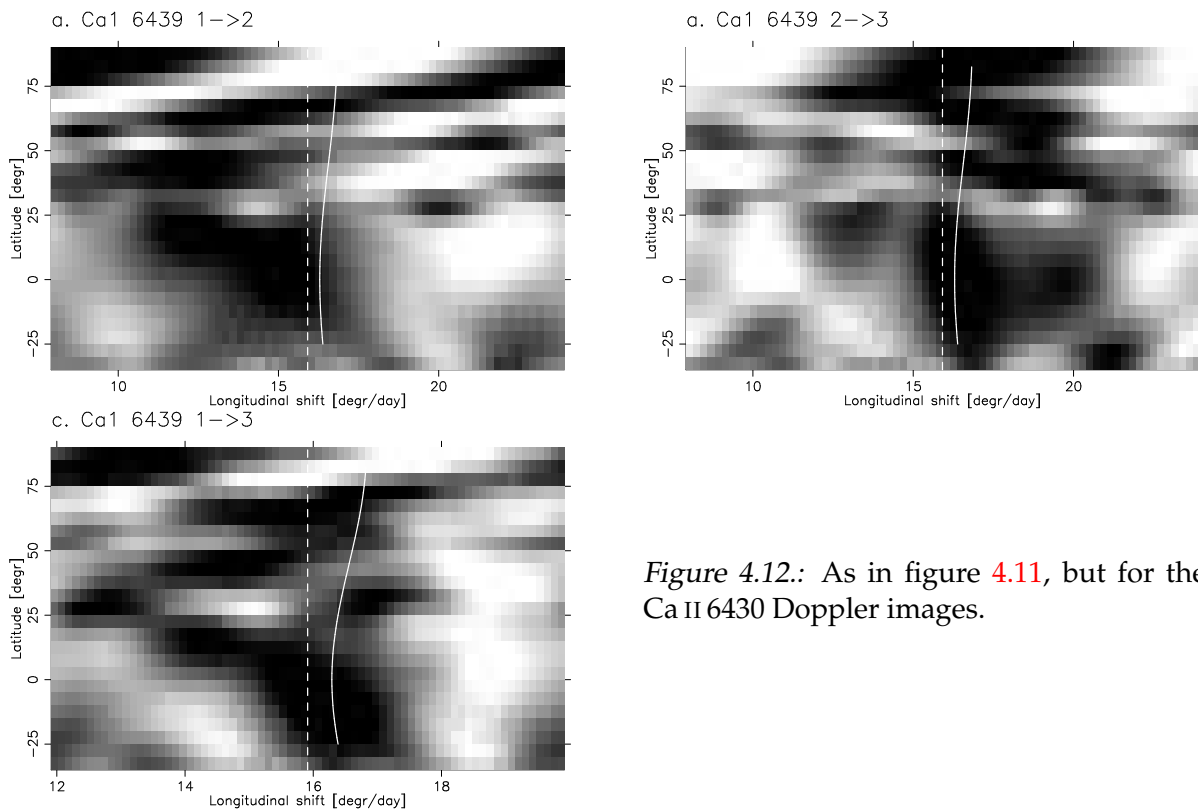 a. Ca1 6439 1->2
75
50
25
0
-25
Latitude [degr]
10
15
20
Longitudinal shift [degr/day]
a. Ca1 6439 2->3
75
50
25
0
-25
Latitude [degr]
10
15
20
Longitudinal shift [degr/day]
c. Ca1 6439 1->3
75
50
25
0
-25
Latitude [degr]
12
14
16
18
Longitudinal shift [degr/day]
Figure 4.12.: As in figure 4.11, but for the
Ca II 6430 Doppler images.